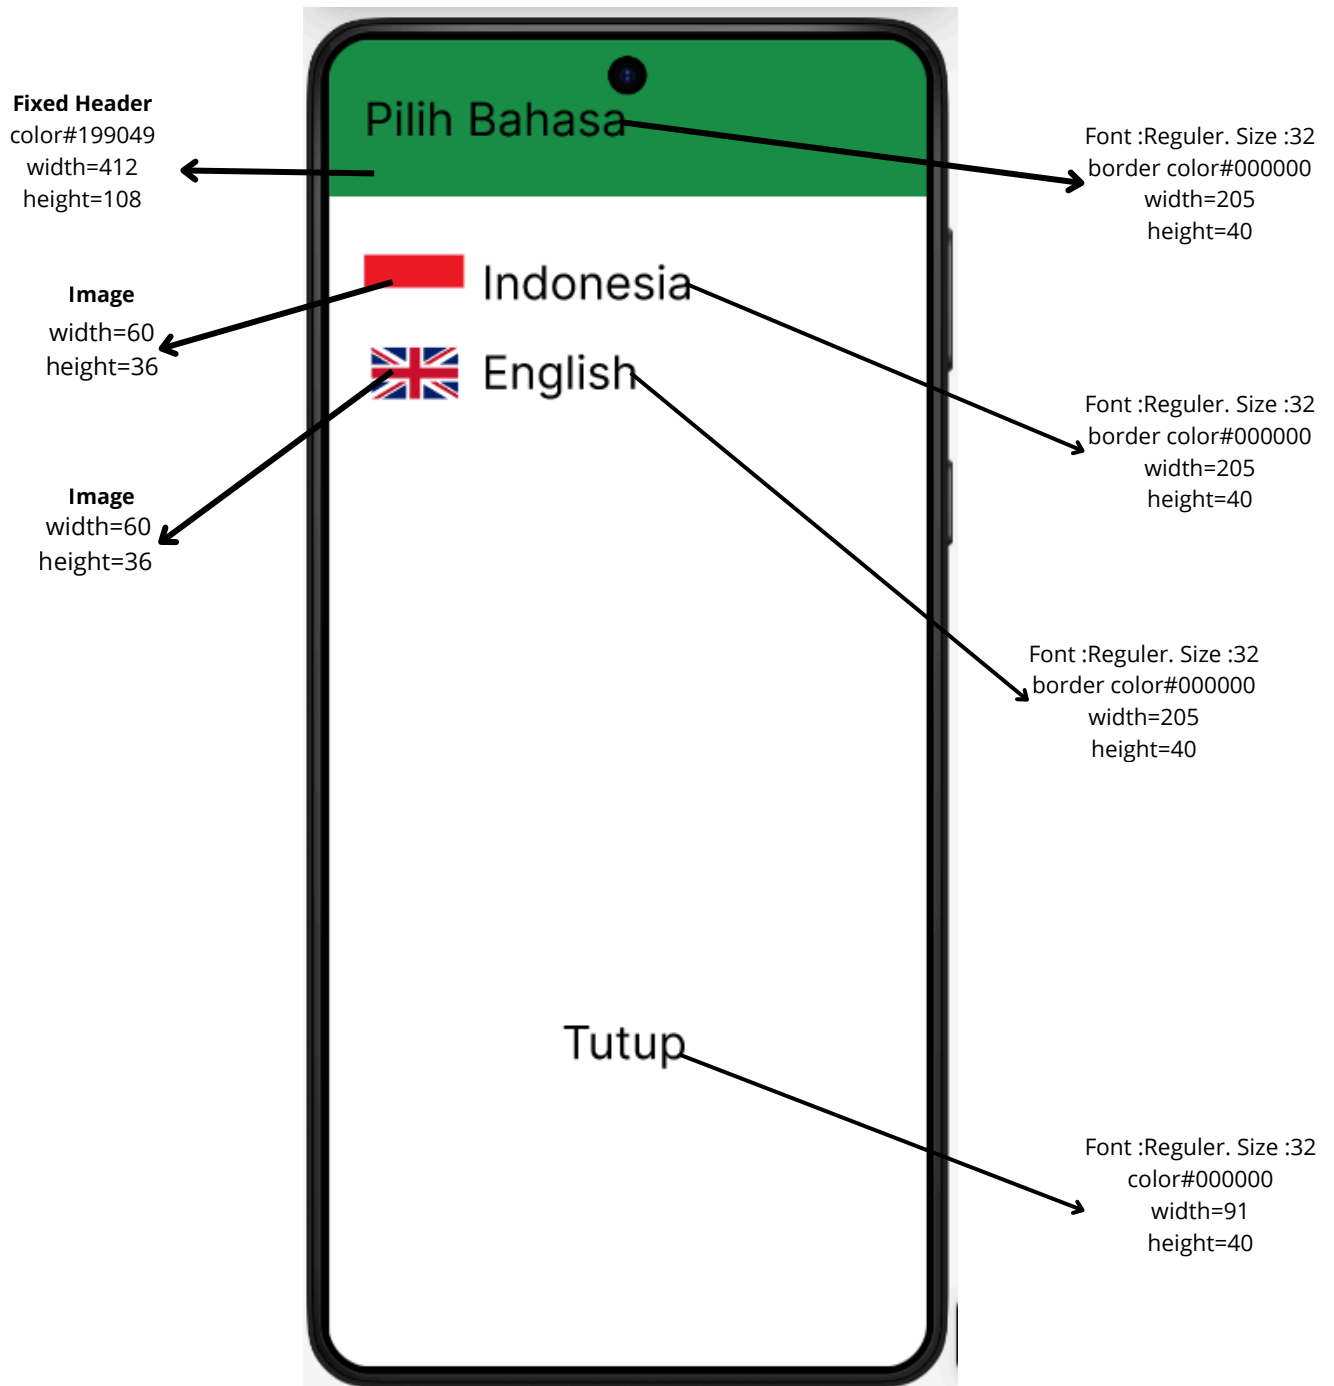 Pilih Bahasa
Fixed Header
color#199049
width=412
height=108
Font :Reguler. Size :32
border color#000000
width=205
height=40
Indonesia
Image
width=60
height=36
English
Font :Reguler. Size :32
border color#000000
width=205
height=40
Image
width=60
height=36
Font :Reguler. Size :32
border color#000000
width=205
height=40
Tutup
Font :Reguler. Size :32
color#000000
width=91
height=40